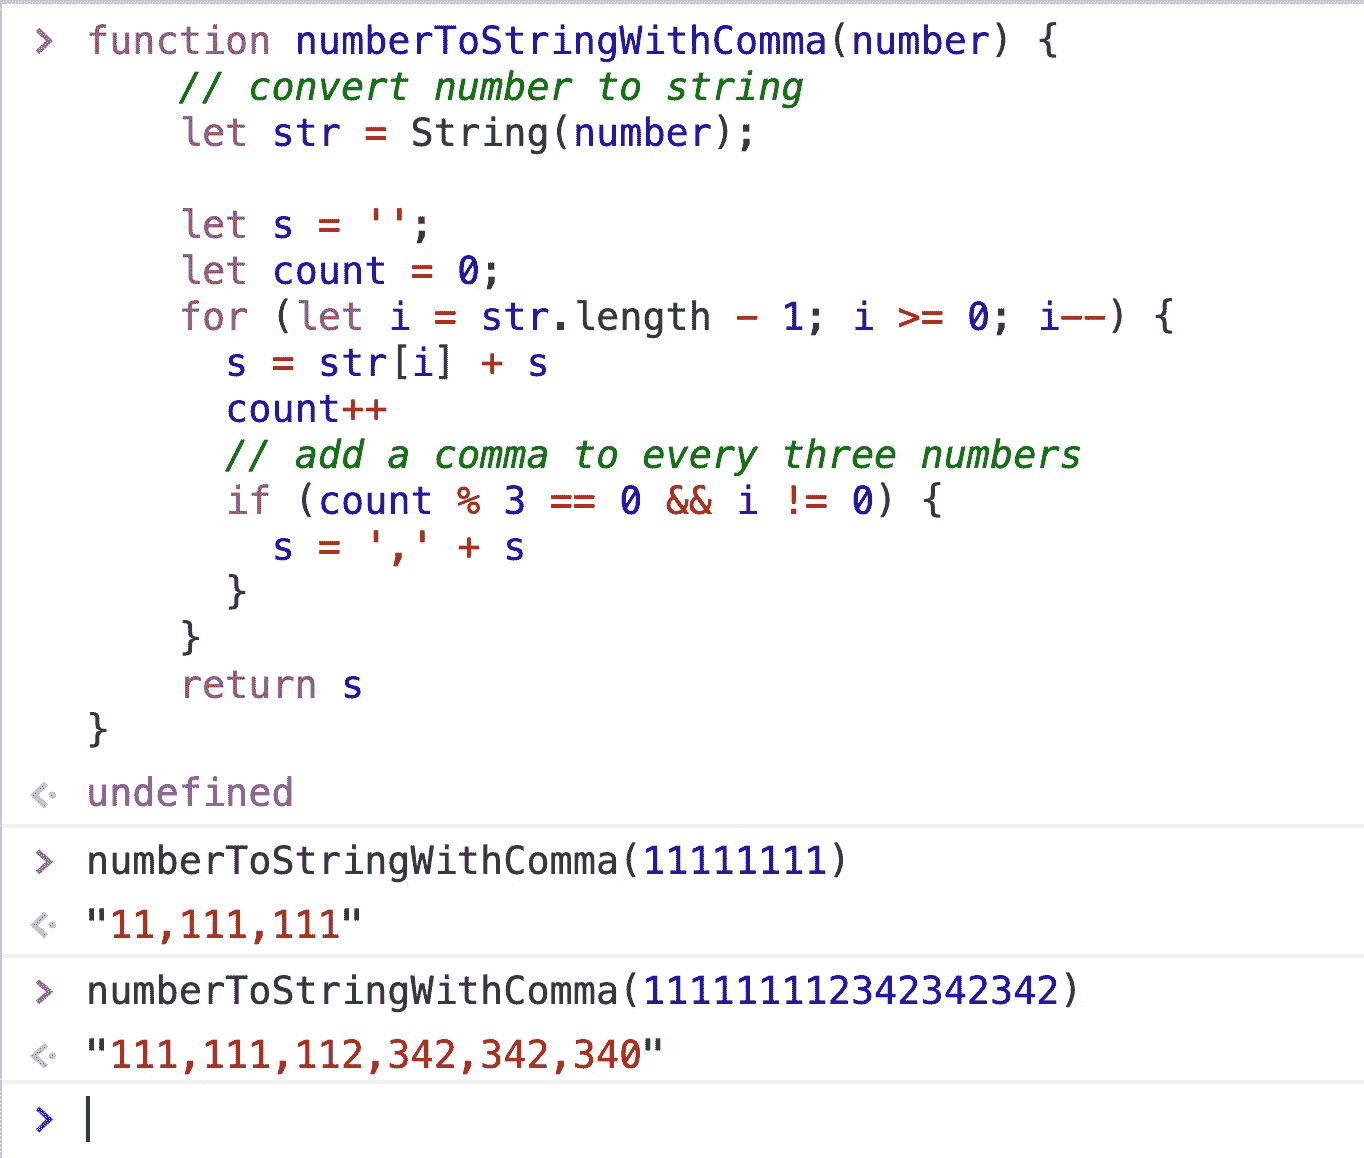 > function numberToStringWithComma(number) {
// convert number to string
let str = String(number);
let s = '';
let count = 0;
for (let i = str.length - 1; i >= 0; i--) {
s = str[i] + s
count++
// add a comma to every three numbers
if (count % 3 == 0 && i != 0) {
s = ',' + s
}
}
return s
}
undefined
> numberToStringWithComma(11111111)
"11,111,111"
> numberToStringWithComma(111111112342342342)
"111,111,112,342,342,340"
>